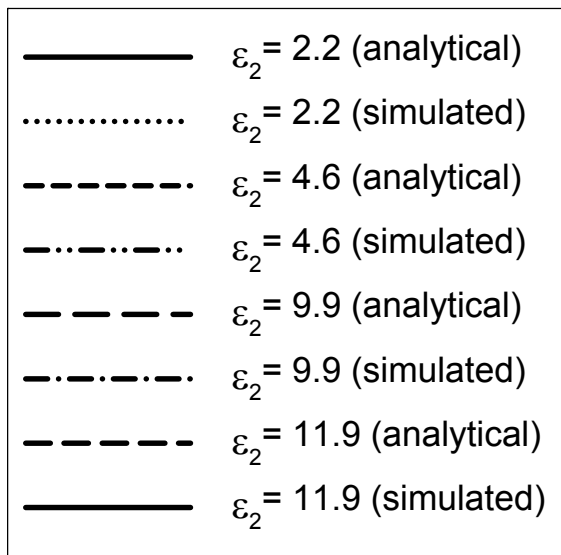 ε₂= 2.2 (analytical)
ε₂= 2.2 (simulated)
ε₂= 4.6 (analytical)
ε₂= 4.6 (simulated)
ε₂= 9.9 (analytical)
ε₂= 9.9 (simulated)
ε₂= 11.9 (analytical)
ε₂= 11.9 (simulated)